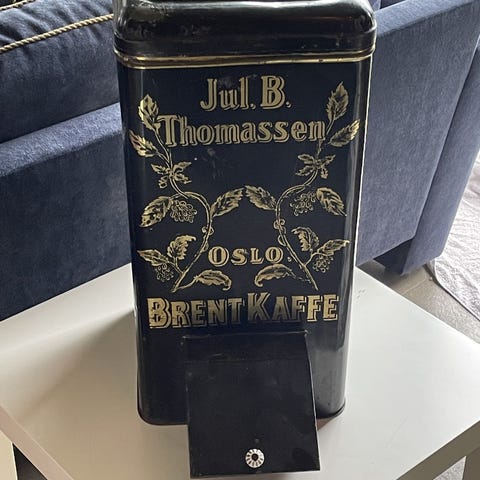 Jul. B.
Thomassen
OSLO.
BRENT KAFFE